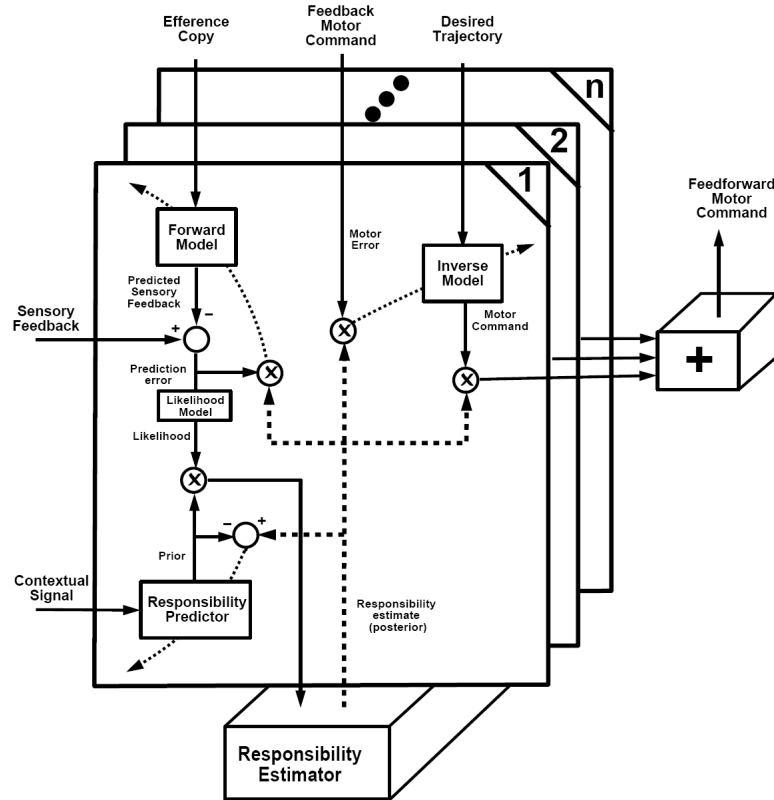 Efference
Copy
Feedback
Motor
Command
Desired
Trajectory
n
2
1
Feedforward
Motor
Command
Forward
Model
Motor
Error
Inverse
Model
Predicted
Sensory
Feedback
−
+
Sensory
Feedback
Motor
Command
+
Prediction
error
Likelihood
Model
Likelihood
−
+
Prior
Contextual
Signal
Responsibility
Predictor
Responsibility
estimate
(posterior)
Responsibility
Estimator